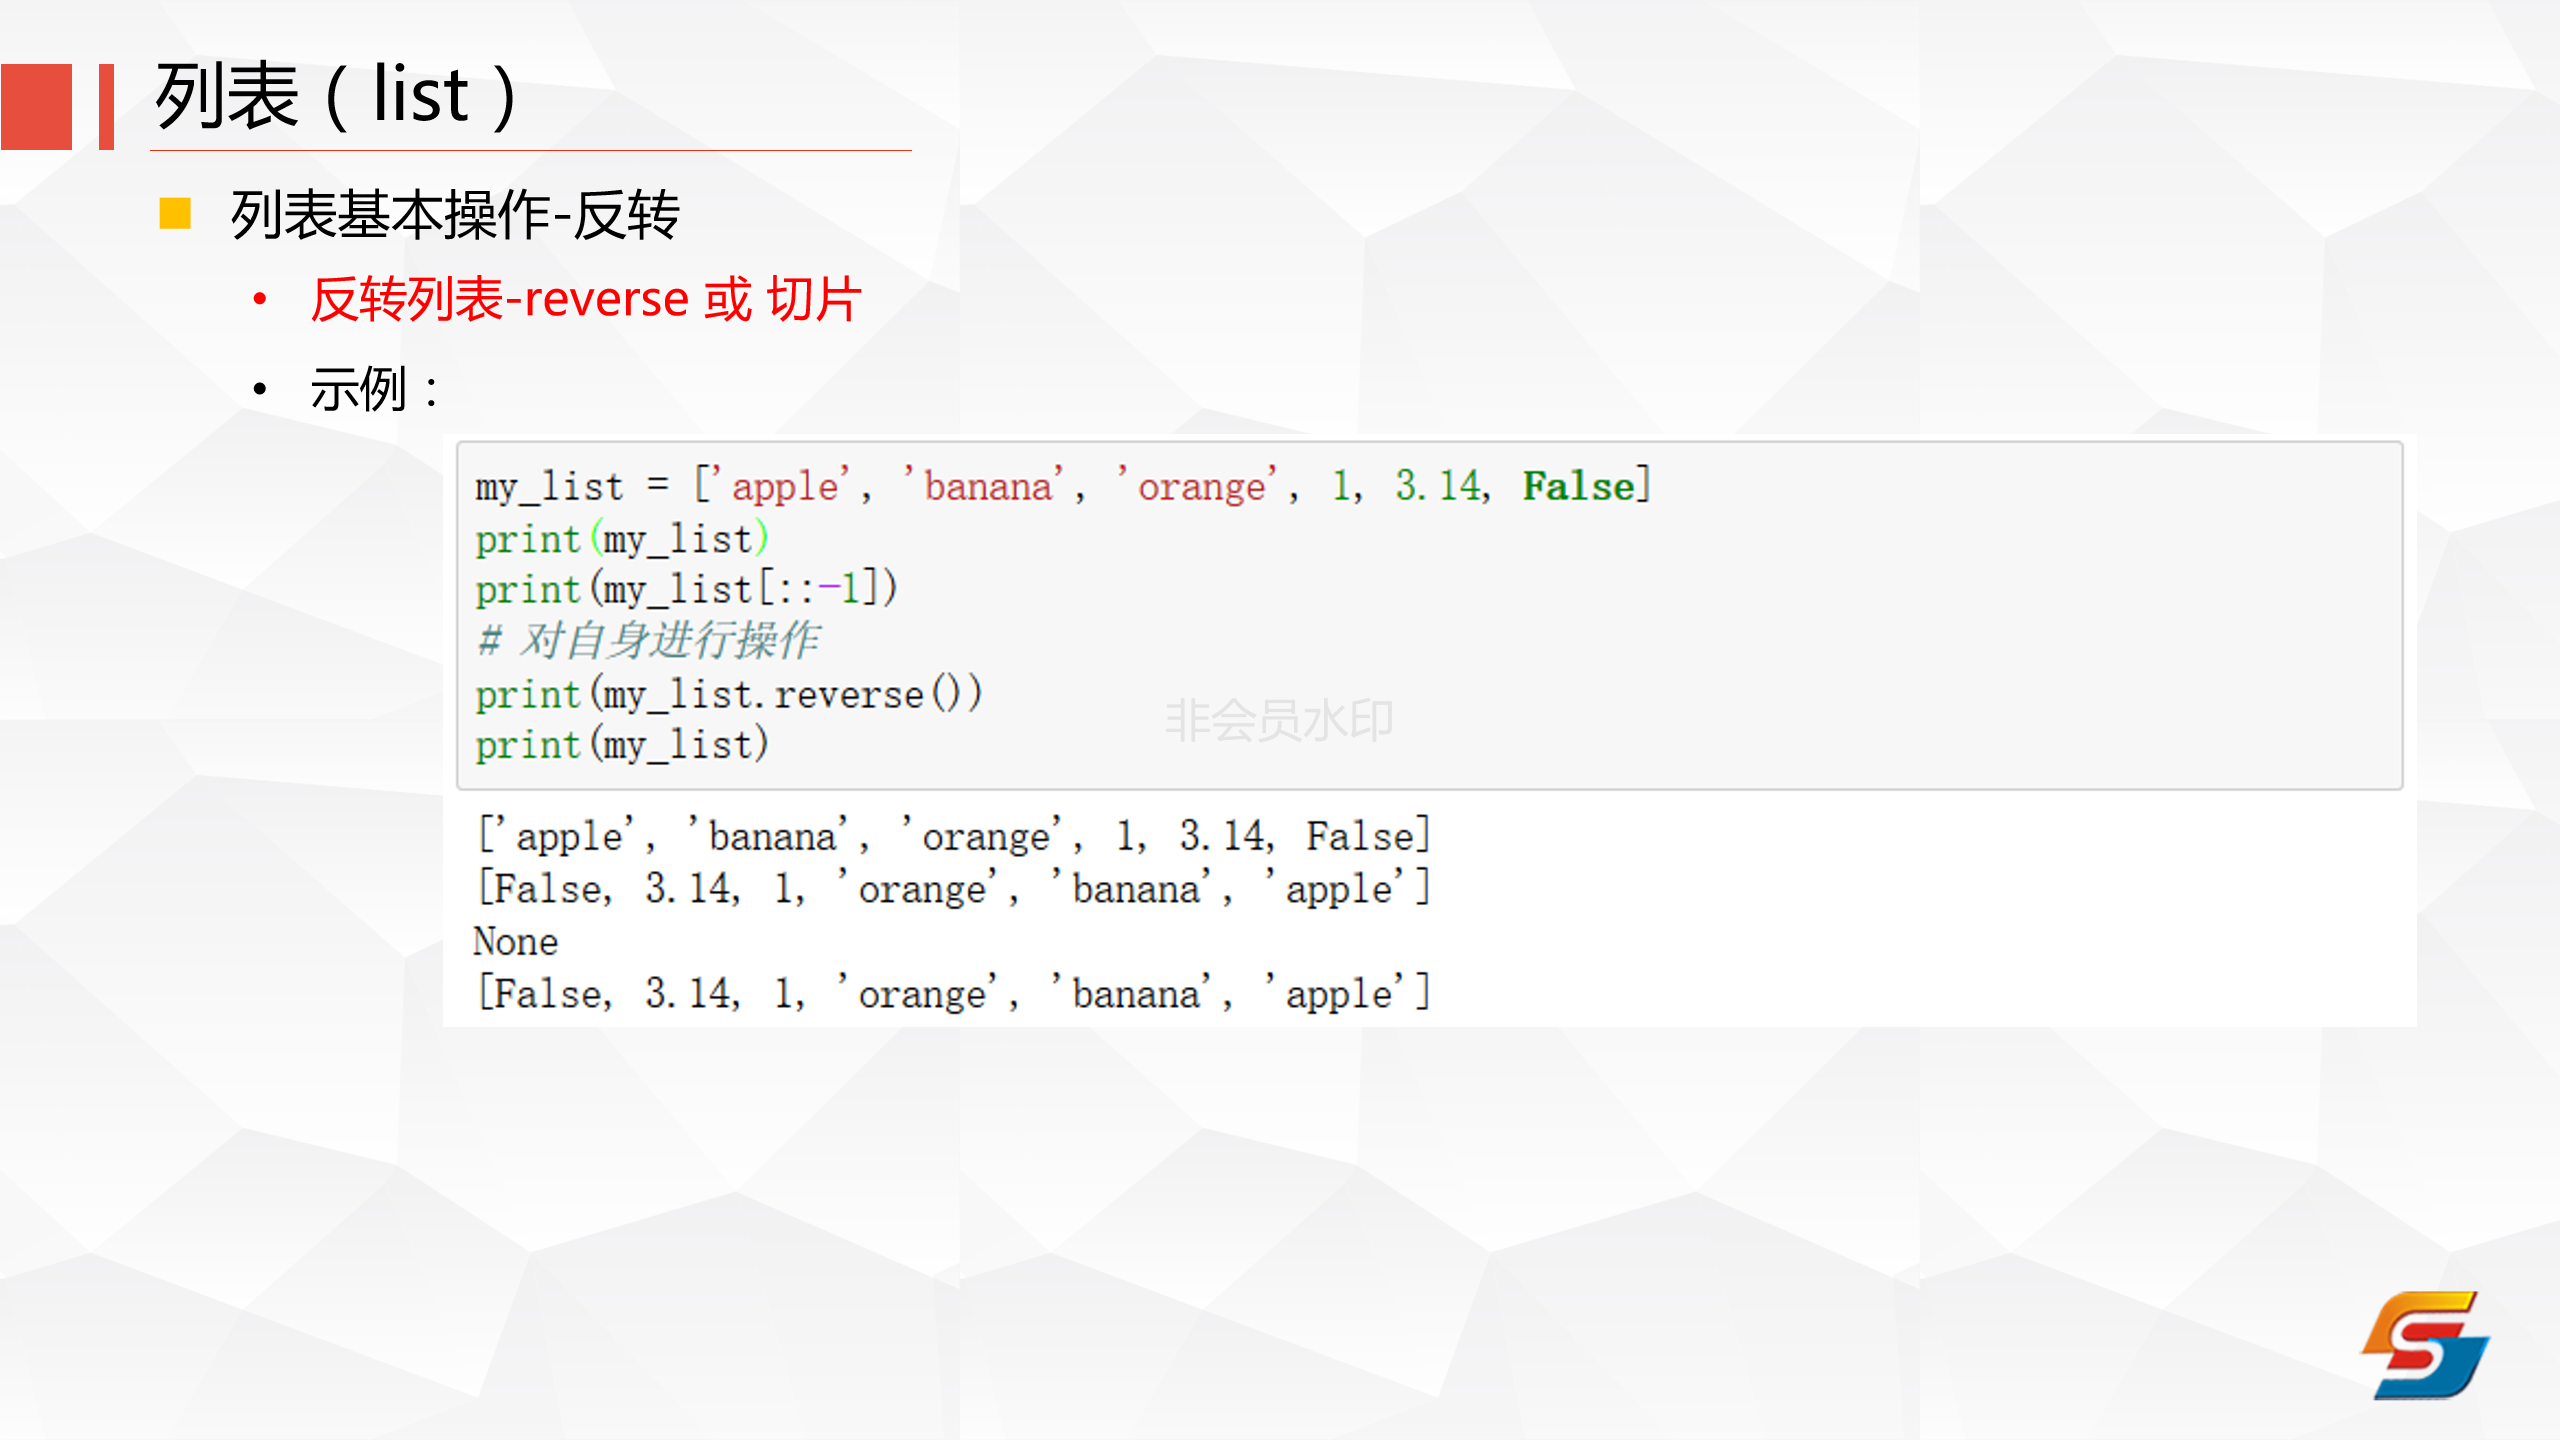 列表（list）
列表基本操作-反转
反转列表-reverse 或 切片
示例：
my_list = ['apple', 'banana', 'orange', 1, 3.14, False]
print(my_list)
print(my_list[::-1])
# 对自身进行操作
print(my_list.reverse())
print(my_list)
非会员水印
['apple', 'banana', 'orange', 1, 3.14, False]
[False, 3.14, 1, 'orange', 'banana', 'apple']
None
[False, 3.14, 1, 'orange', 'banana', 'apple']